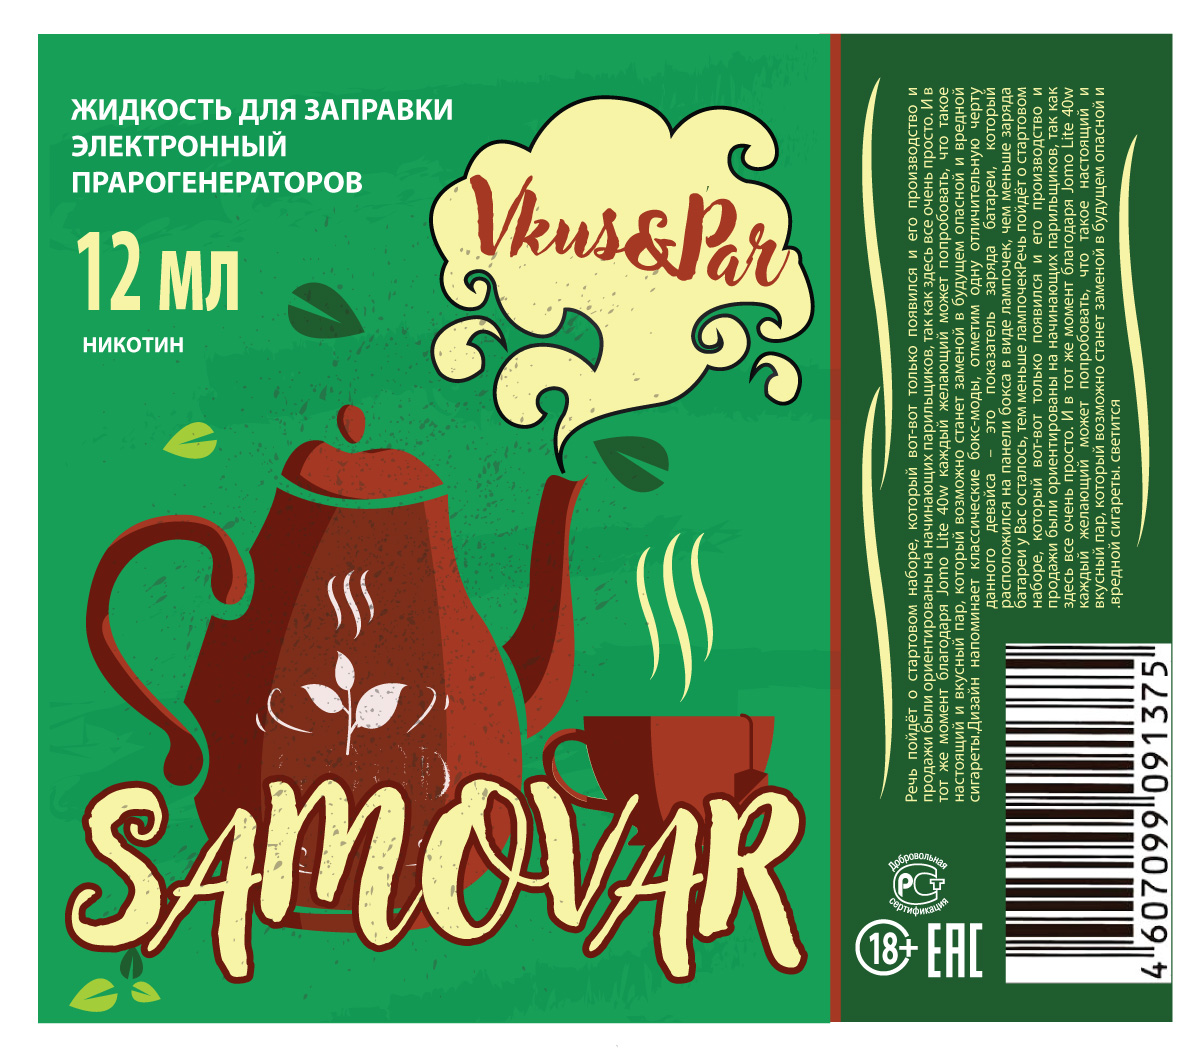 ЖИДКОСТЬ ДЛЯ ЗАПРАВКИ
ЭЛЕКТРОННЫЙ
ПРАРОГЕНЕРАТОРОВ
12 мл
НИКОТИН
Vkus&Par
SAMOVAR
Речь пойдёт о стартовом наборе, который вот-вот только появился и его производство и
продажи были ориентированы на начинающих парильщиков, так как здесь все очень просто. И в
тот же момент благодаря Jomo Lite 40w каждый желающий может попробовать, что такое
настоящий и вкусный пар, который возможно станет заменой в будущем опасной и вредной
сигареты.Дизайн напоминает классические бокс-моды, отметим одну отличительную черту
данного девайса – это показатель заряда батареи, который
расположился на панели бокса в виде лампочек, чем меньше заряда
батареи у Вас осталось, тем меньше лампочекРечь пойдёт о стартовом
наборе, который вот-вот только появился и его производство и
продажи были ориентированы на начинающих парильщиков, так как
здесь все очень просто. И в тот же момент благодаря Jomo Lite 40w
каждый желающий может попробовать, что такое настоящий и
вкусный пар, который возможно станет заменой в будущем опасной и
.вредной сигареты. светится
Добровольная
РСТ
сертификация
18+ EAC
4 607099 091375